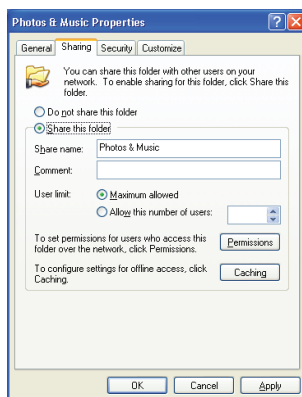 Photos & Music Properties
General Sharing Security Customize
You can share this folder with other users on your
network. To enable sharing for this folder, click Share this
folder.
Do not share this folder
Share this folder
Share name: Photos & Music
Comment:
User limit: Maximum allowed
Allow this number of users:
To set permissions for users who access this
folder over the network, click Permissions.
Permissions
To configure settings for offline access, click
Caching.
Caching
OK Cancel Apply